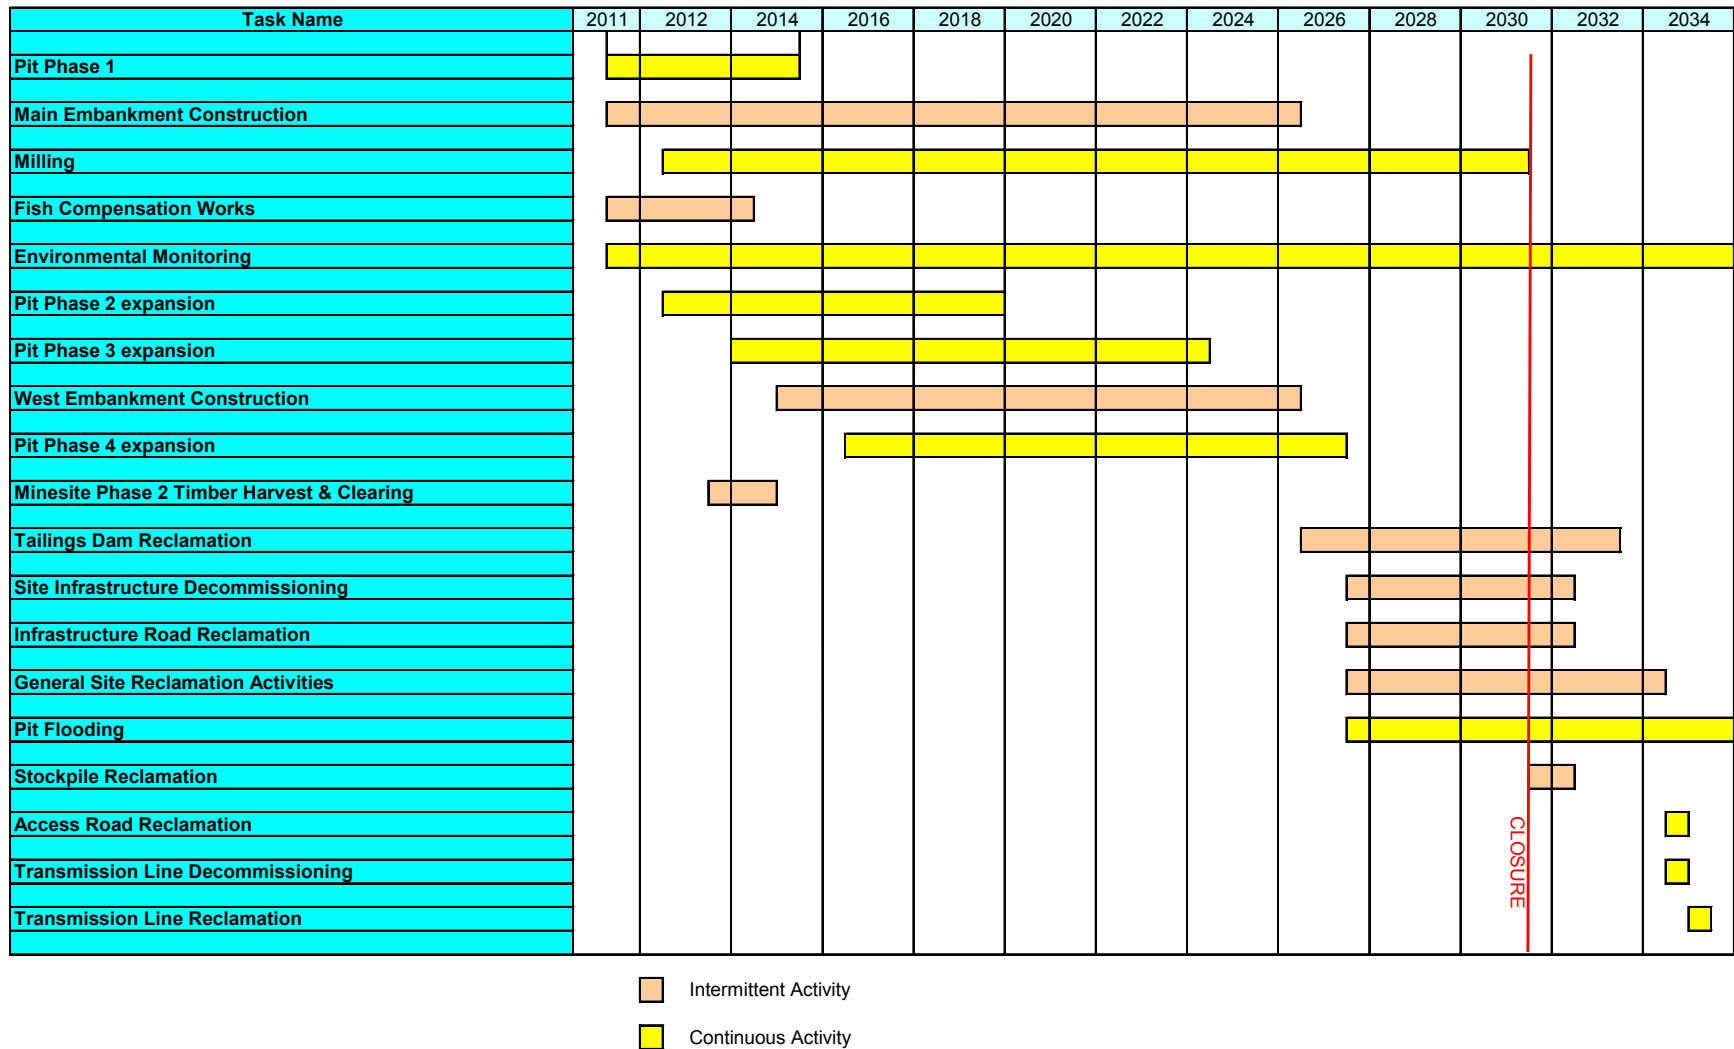 Task Name 2011 2012 2014 2016 2018 2020 2022 2024 2026 2028 2030 2032 2034
Pit Phase 1
Main Embankment Construction
Milling
Fish Compensation Works
Environmental Monitoring
Pit Phase 2 expansion
Pit Phase 3 expansion
West Embankment Construction
Pit Phase 4 expansion
Minesite Phase 2 Timber Harvest & Clearing
Tailings Dam Reclamation
Site Infrastructure Decommissioning
Infrastructure Road Reclamation
General Site Reclamation Activities
Pit Flooding
Stockpile Reclamation
Access Road Reclamation
Transmission Line Decommissioning
Transmission Line Reclamation
CLOSURE
Intermittent Activity
Continuous Activity